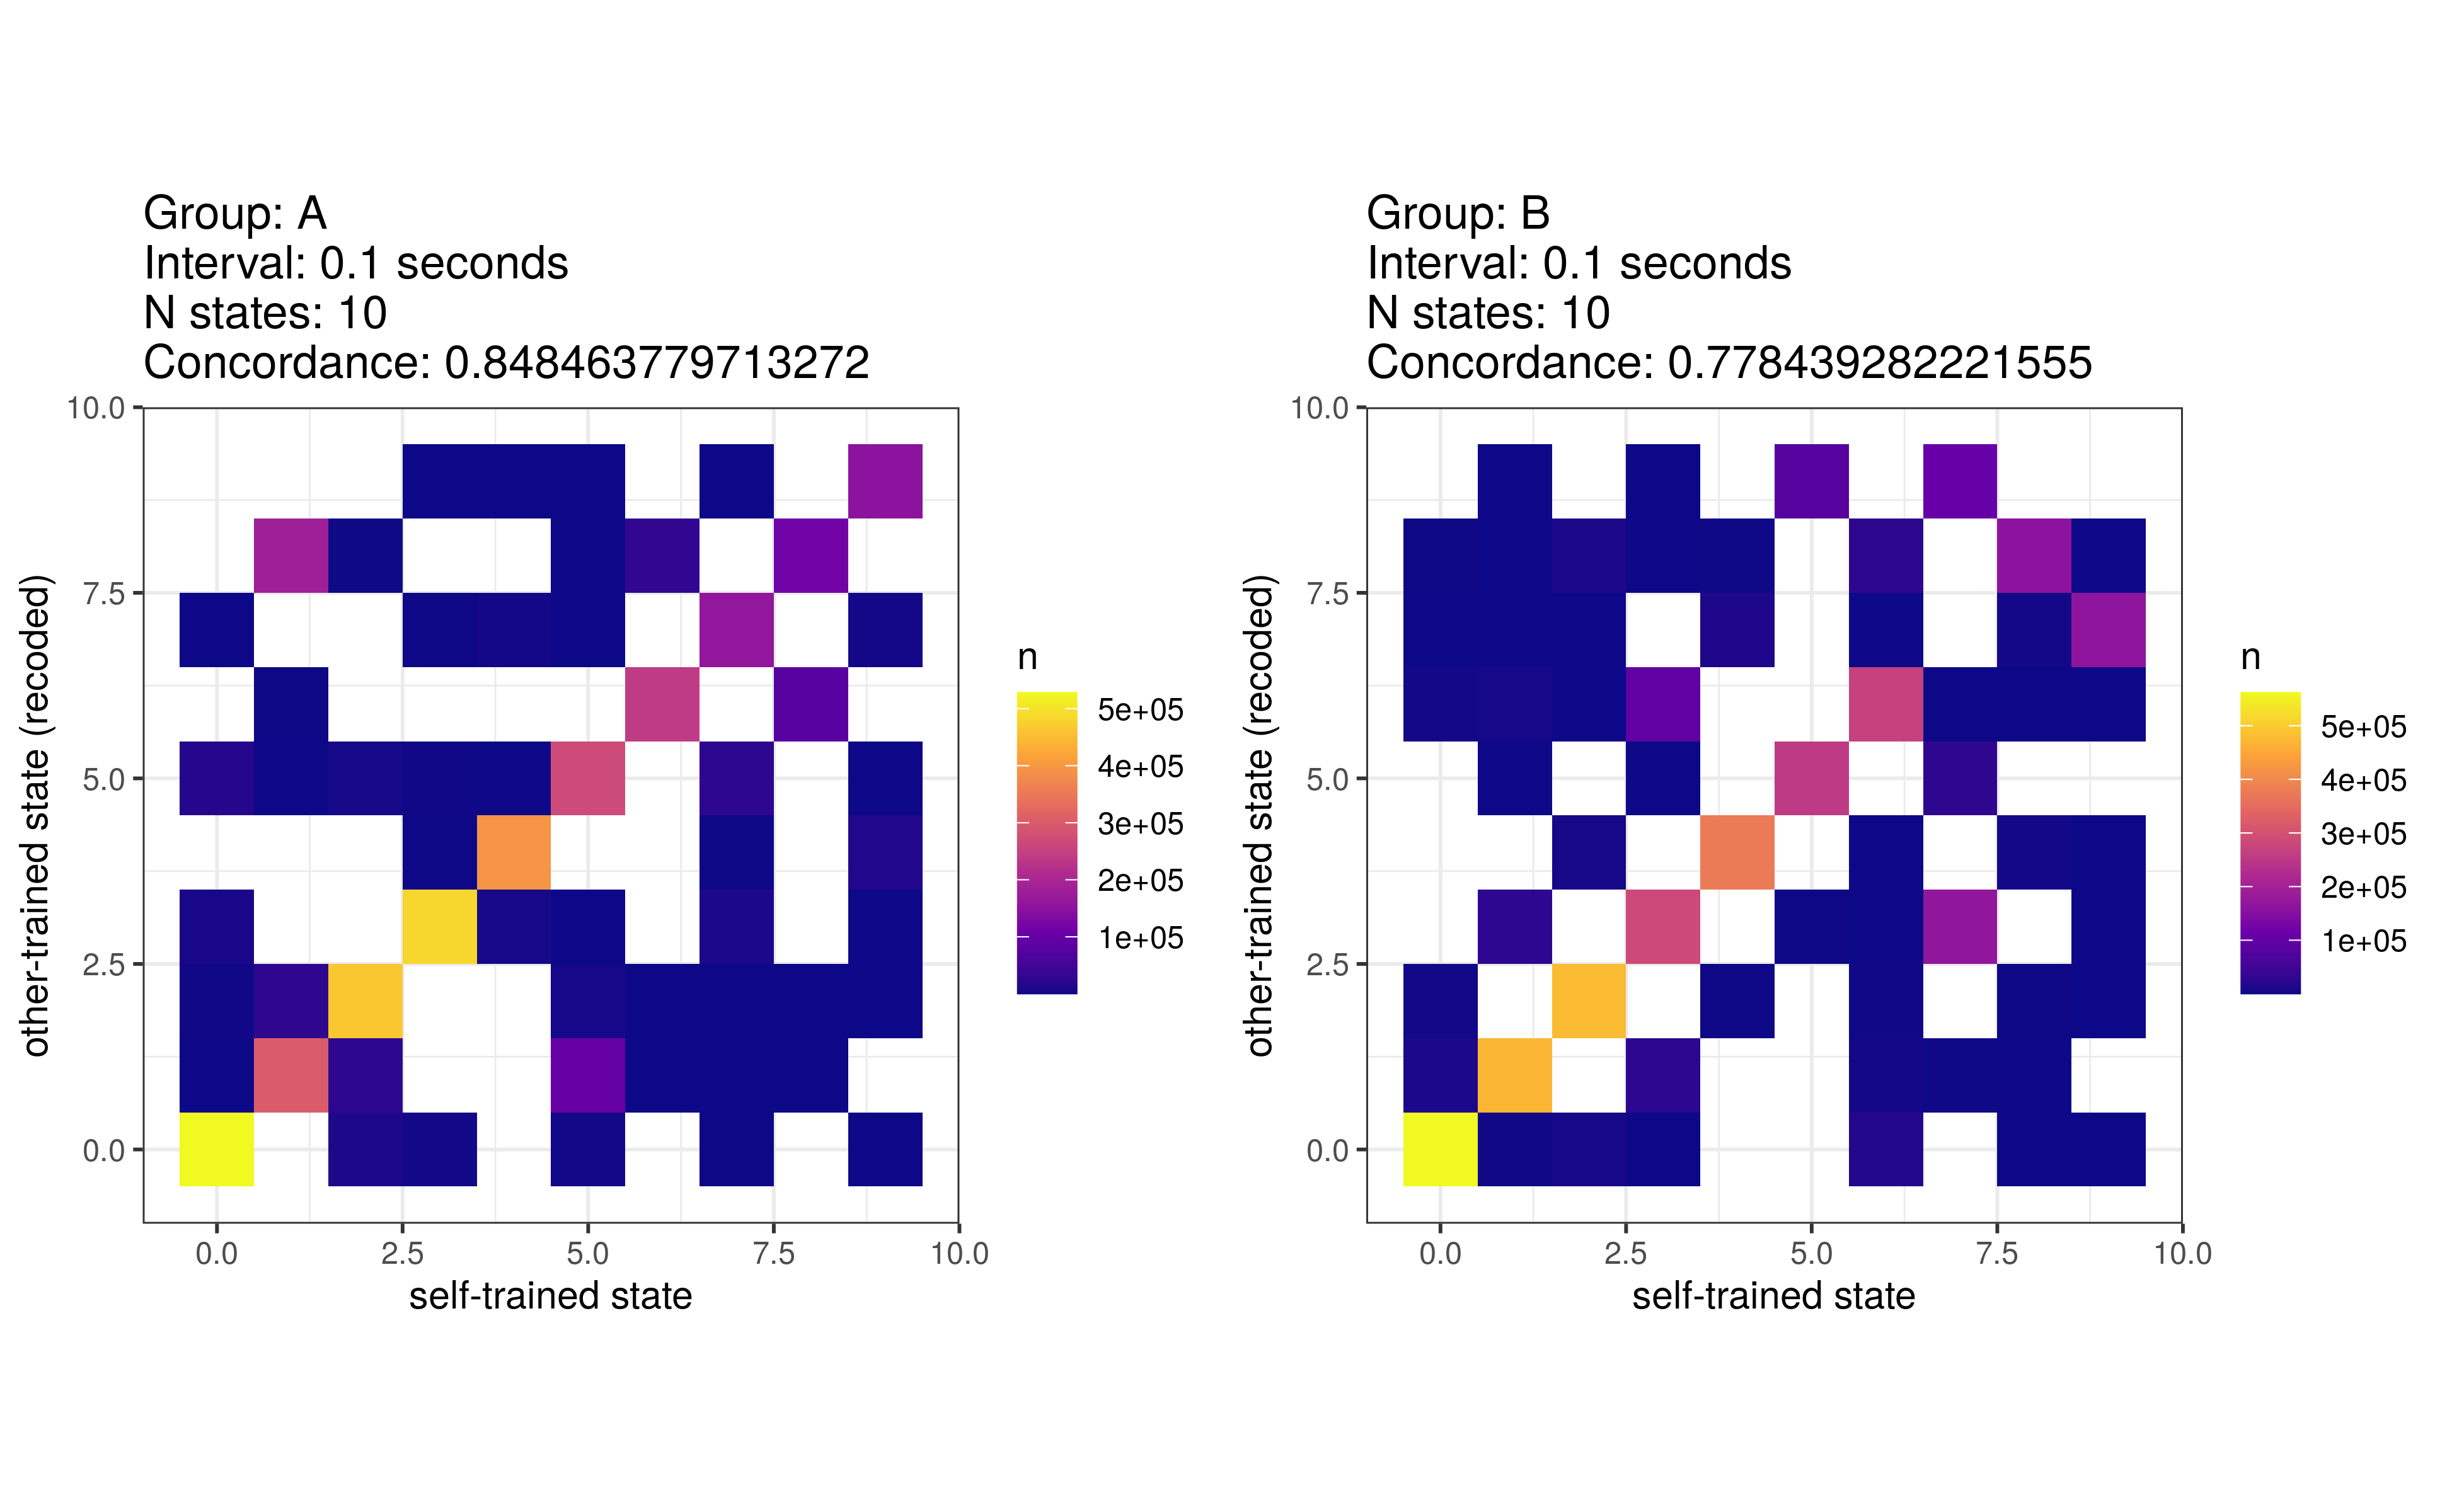 Group: A
Interval: 0.1 seconds
N states: 10
Concordance: 0.848463779713272
10.0
7.5
5.0
2.5
0.0
other-trained state (recoded)
0.0 2.5 5.0 7.5 10.0
self-trained state
n
5e+05
4e+05
3e+05
2e+05
1e+05
Group: B
Interval: 0.1 seconds
N states: 10
Concordance: 0.778439282221555
10.0
7.5
5.0
2.5
0.0
other-trained state (recoded)
0.0 2.5 5.0 7.5 10.0
self-trained state
n
5e+05
4e+05
3e+05
2e+05
1e+05